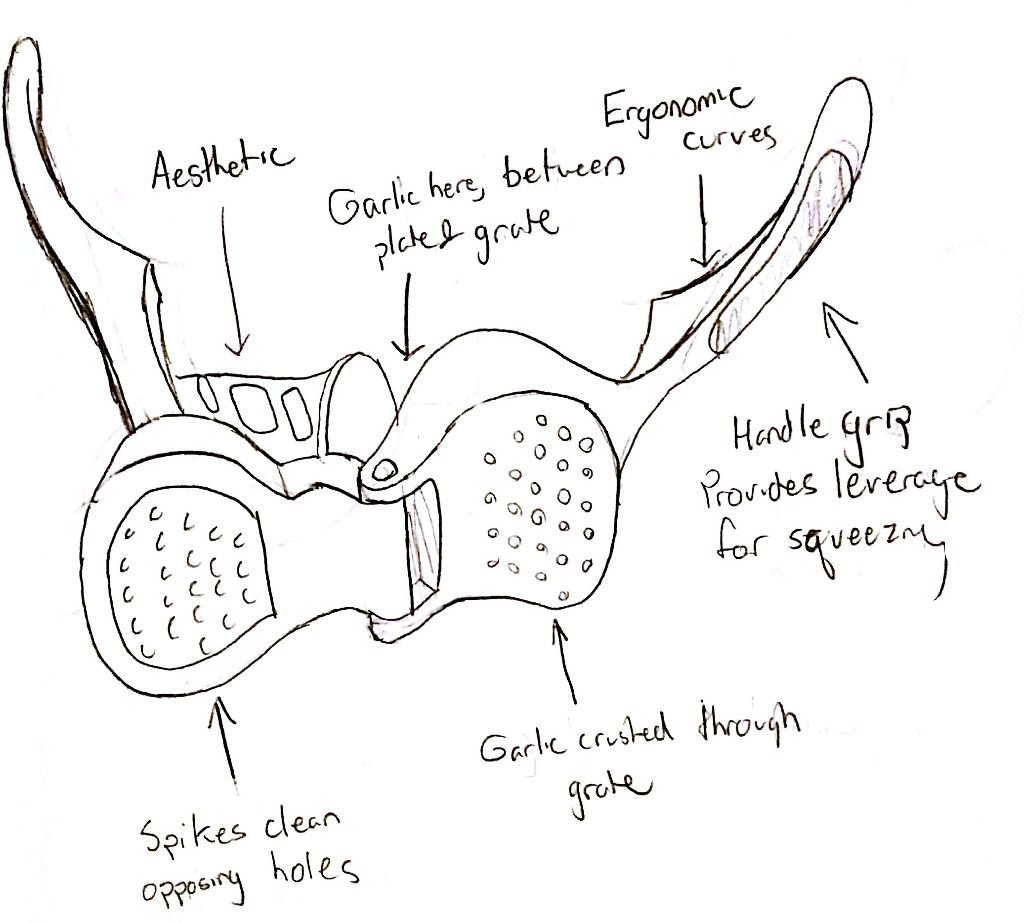 Aesthetic
Garlic here, between
plate & grate
Ergonomic
curves
Handle grip
Provides leverage
for squeezing
Garlic crushed through
grate
Spikes clean
opposing holes